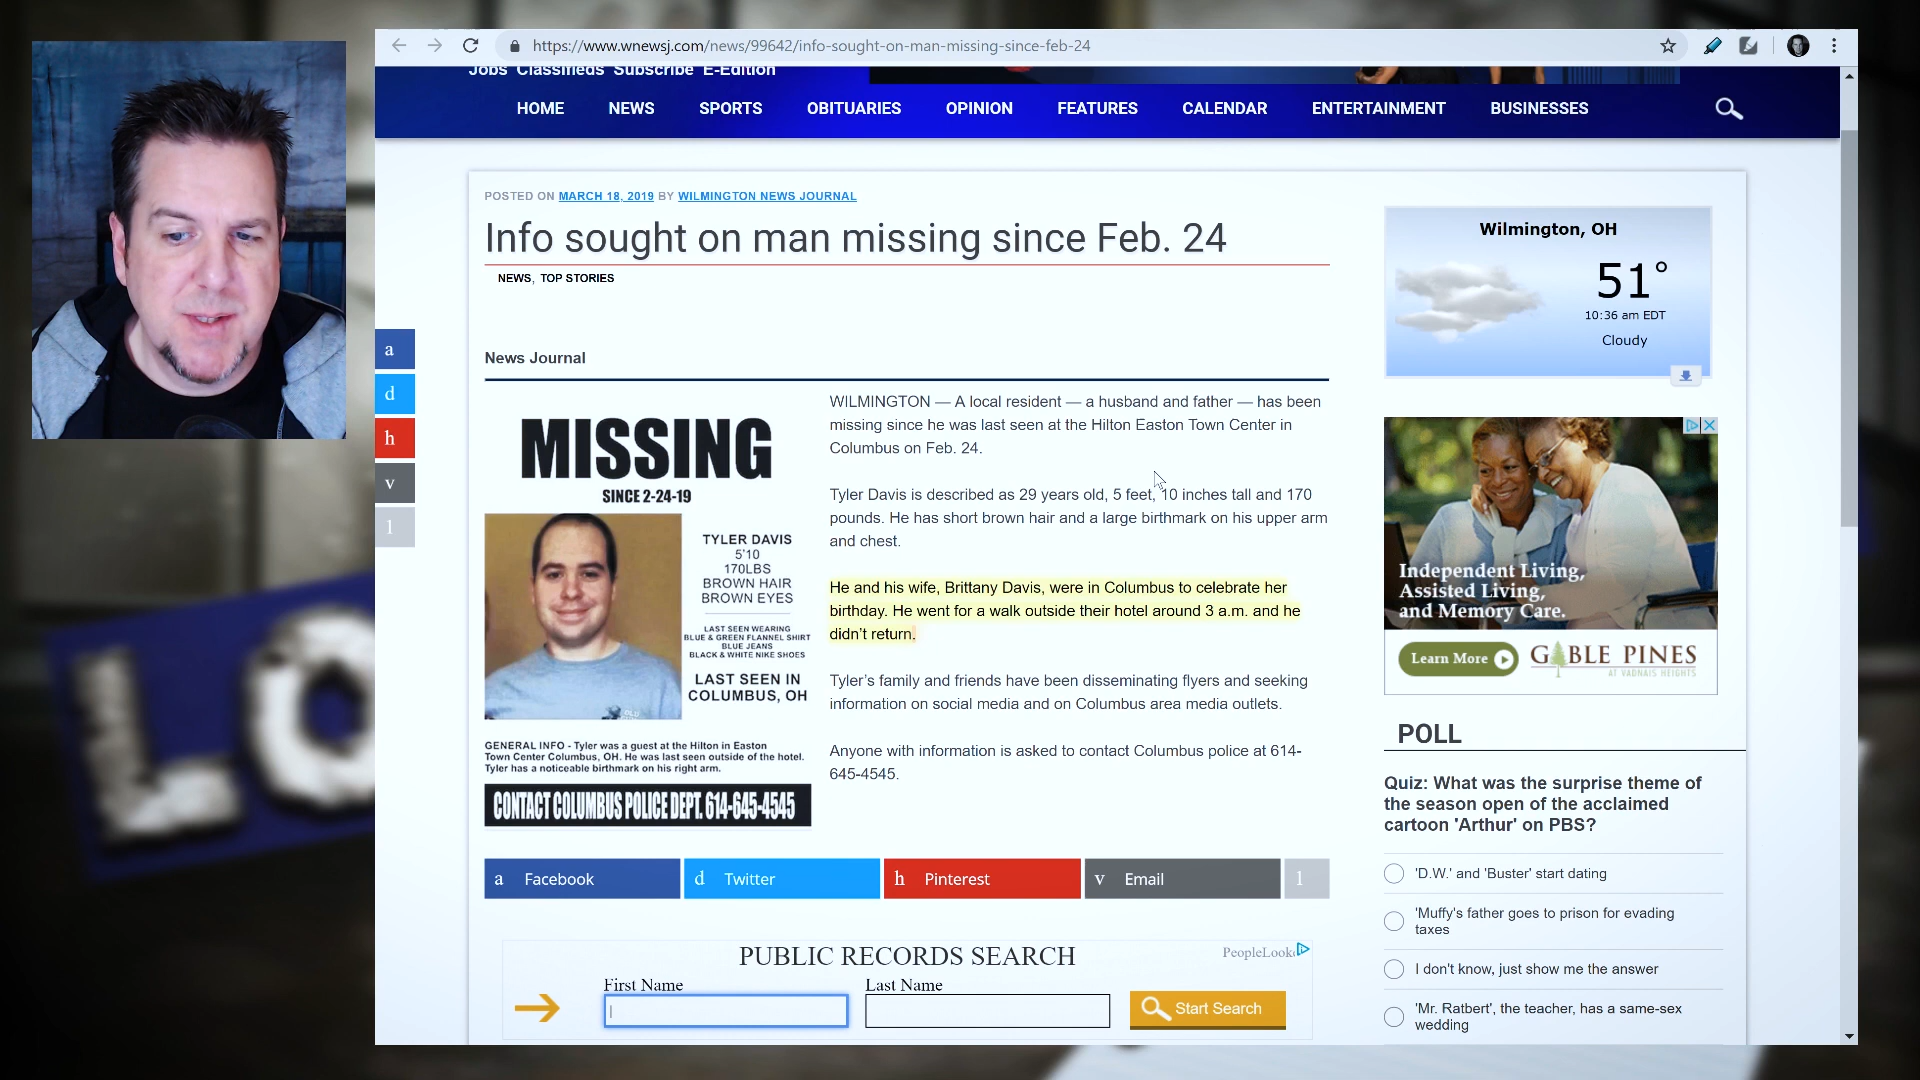 https://www.wnewsj.com/news/99642/info-sought-on-man-missing-since-feb-24
Jobs Classifieds Subscribe E-Edition
HOME NEWS SPORTS OBITUARIES OPINION FEATURES CALENDAR ENTERTAINMENT BUSINESSES
POSTED ON MARCH 18, 2019 BY WILMINGTON NEWS JOURNAL
Info sought on man missing since Feb. 24
NEWS, TOP STORIES
a
d
h
v
1
News Journal
MISSING
SINCE 2-24-19
TYLER DAVIS
5'10
170LBS
BROWN HAIR
BROWN EYES
LAST SEEN WEARING
BLUE & GREEN FLANNEL SHIRT
BLUE JEANS
BLACK & WHITE NIKE SHOES
LAST SEEN IN
COLUMBUS, OH
GENERAL INFO - Tyler was a guest at the Hilton in Easton
Town Center Columbus, OH. He was last seen outside of the hotel.
Tyler has a noticeable birthmark on his right arm.
CONTACT COLUMBUS POLICE DEPT. 614-645-4545
WILMINGTON — A local resident — a husband and father — has been
missing since he was last seen at the Hilton Easton Town Center in
Columbus on Feb. 24.
Tyler Davis is described as 29 years old, 5 feet, 10 inches tall and 170
pounds. He has short brown hair and a large birthmark on his upper arm
and chest.
He and his wife, Brittany Davis, were in Columbus to celebrate her
birthday. He went for a walk outside their hotel around 3 a.m. and he
didn't return.
Tyler's family and friends have been disseminating flyers and seeking
information on social media and on Columbus area media outlets.
Anyone with information is asked to contact Columbus police at 614-
645-4545.
a Facebook d Twitter h Pinterest v Email 1
PUBLIC RECORDS SEARCH
First Name Last Name
Start Search
Wilmington, OH
51°
10:36 am EDT
Cloudy
Independent Living,
Assisted Living,
and Memory Care.
Learn More
GABLE PINES
AT VADNAIS HEIGHTS
POLL
Quiz: What was the surprise theme of
the season open of the acclaimed
cartoon 'Arthur' on PBS?
'D.W.' and 'Buster' start dating
'Muffy's father goes to prison for evading
taxes
I don't know, just show me the answer
'Mr. Ratbert', the teacher, has a same-sex
wedding
LO